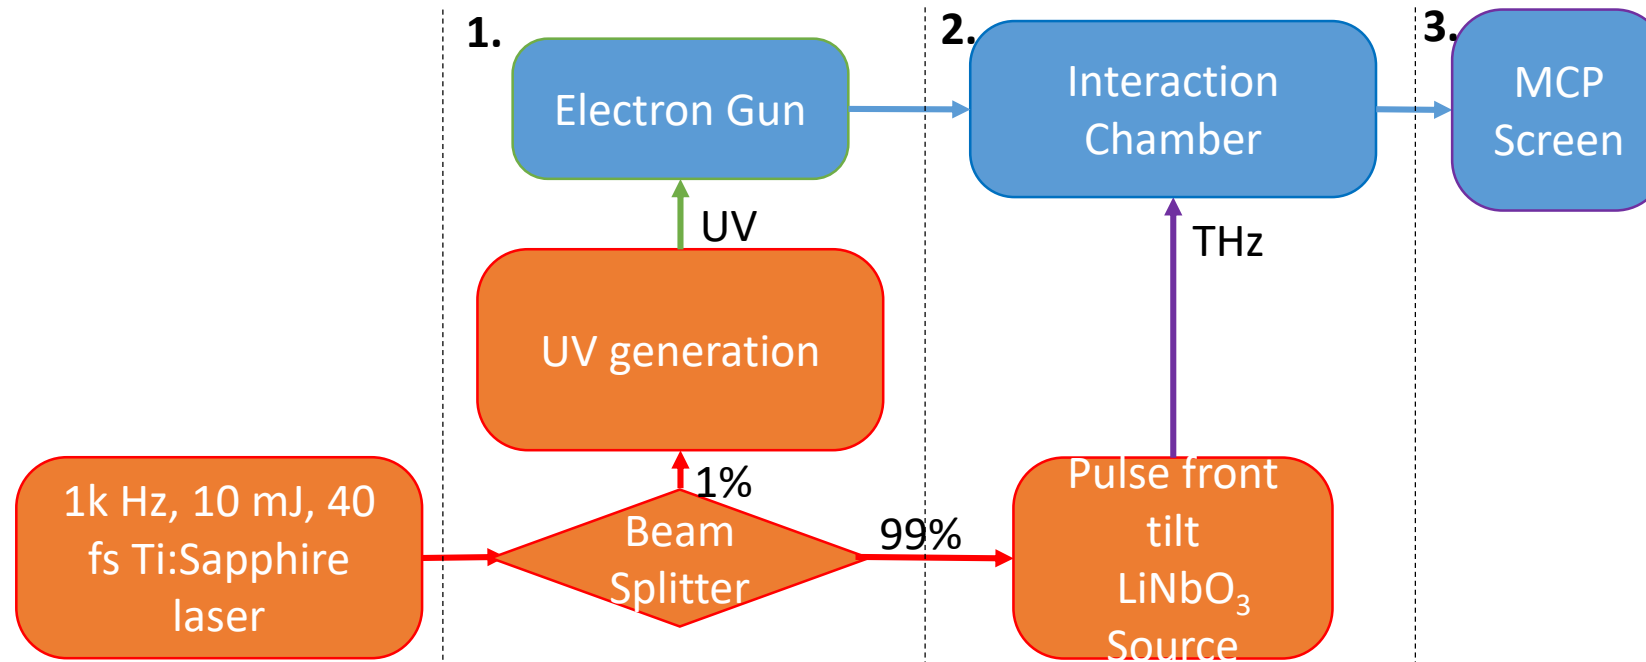 1.
2.
3.
Electron Gun
Interaction
Chamber
MCP
Screen
UV
THz
UV generation
1k Hz, 10 mJ, 40
fs Ti:Sapphire
laser
1%
Beam
Splitter
99%
Pulse front
tilt
LiNbO₃
Source